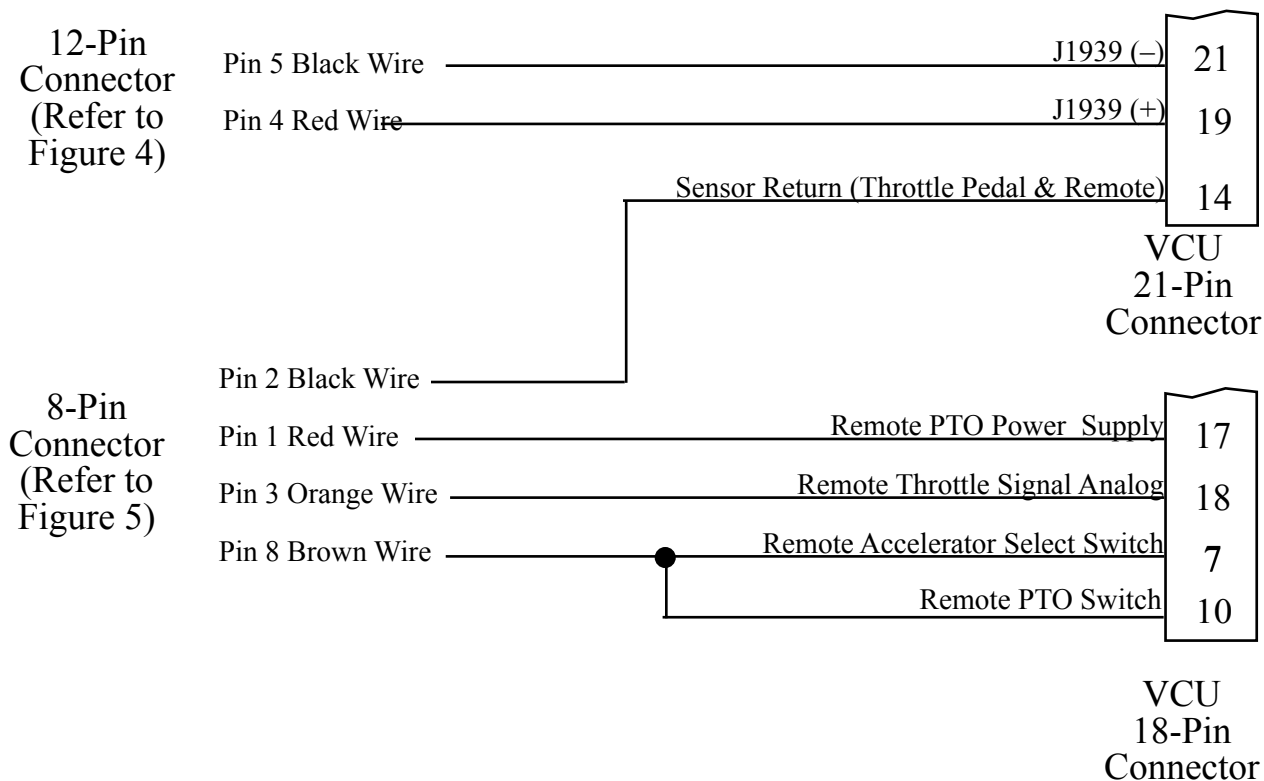 12-Pin
Connector
(Refer to
Figure 4)
Pin 5 Black Wire
J1939 (–)
21
Pin 4 Red Wire
J1939 (+)
19
Sensor Return (Throttle Pedal & Remote)
14
VCU
21-Pin
Connector
8-Pin
Connector
(Refer to
Figure 5)
Pin 2 Black Wire
Pin 1 Red Wire
Remote PTO Power Supply
17
Pin 3 Orange Wire
Remote Throttle Signal Analog
18
Pin 8 Brown Wire
Remote Accelerator Select Switch
7
Remote PTO Switch
10
VCU
18-Pin
Connector